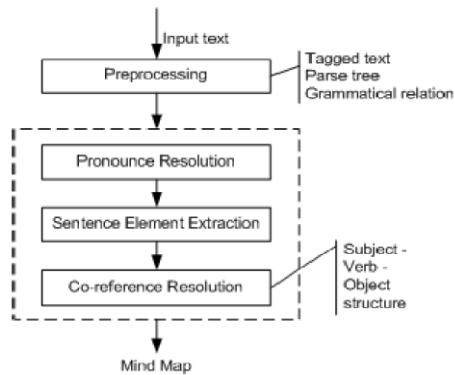 Input text
Preprocessing
Tagged text
Parse tree
Grammatical relation
Pronounce Resolution
Sentence Element Extraction
Co-reference Resolution
Subject -
Verb -
Object
structure
Mind Map